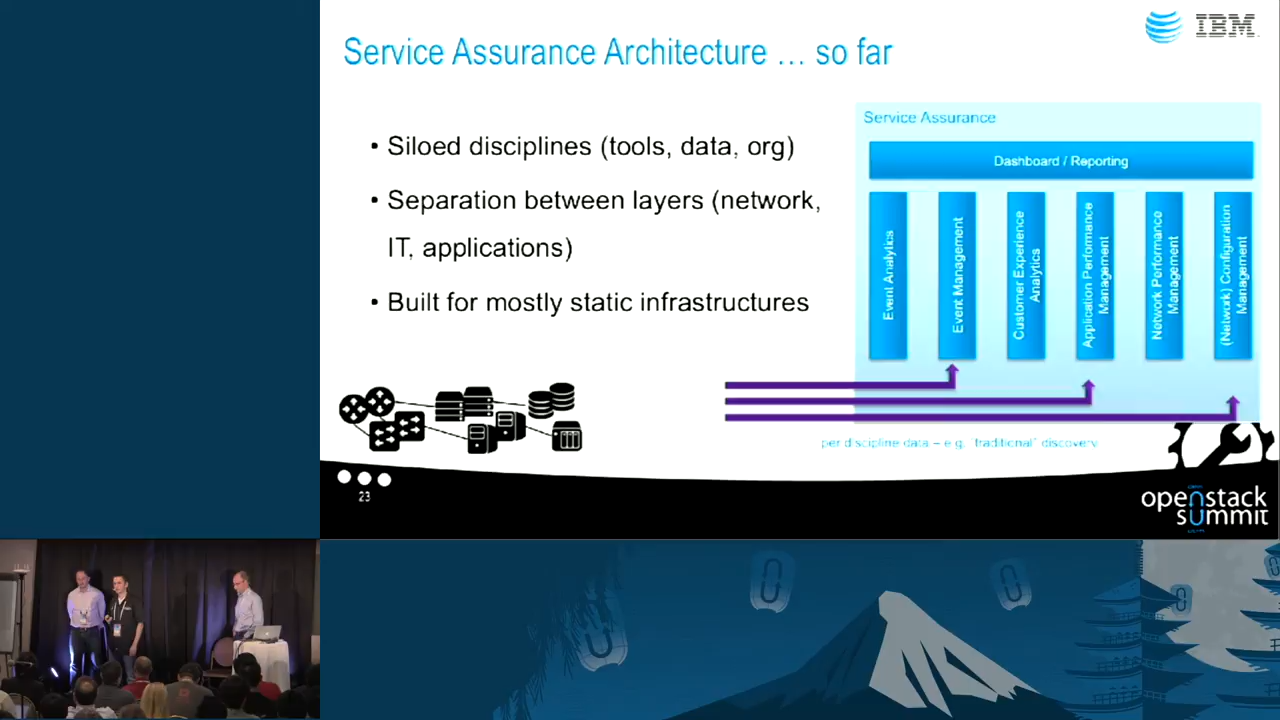 IBM
Service Assurance Architecture ... so far
• Siloed disciplines (tools, data, org)
• Separation between layers (network,
IT, applications)
• Built for mostly static infrastructures
Service Assurance
Dashboard / Reporting
Event Analytics
Event Management
Customer Experience
Analytics
Application Performance
Management
Network Performance
Management
(Network) Configuration
Management
per discipline data – e.g. "traditional" discovery
23
openstack
summit